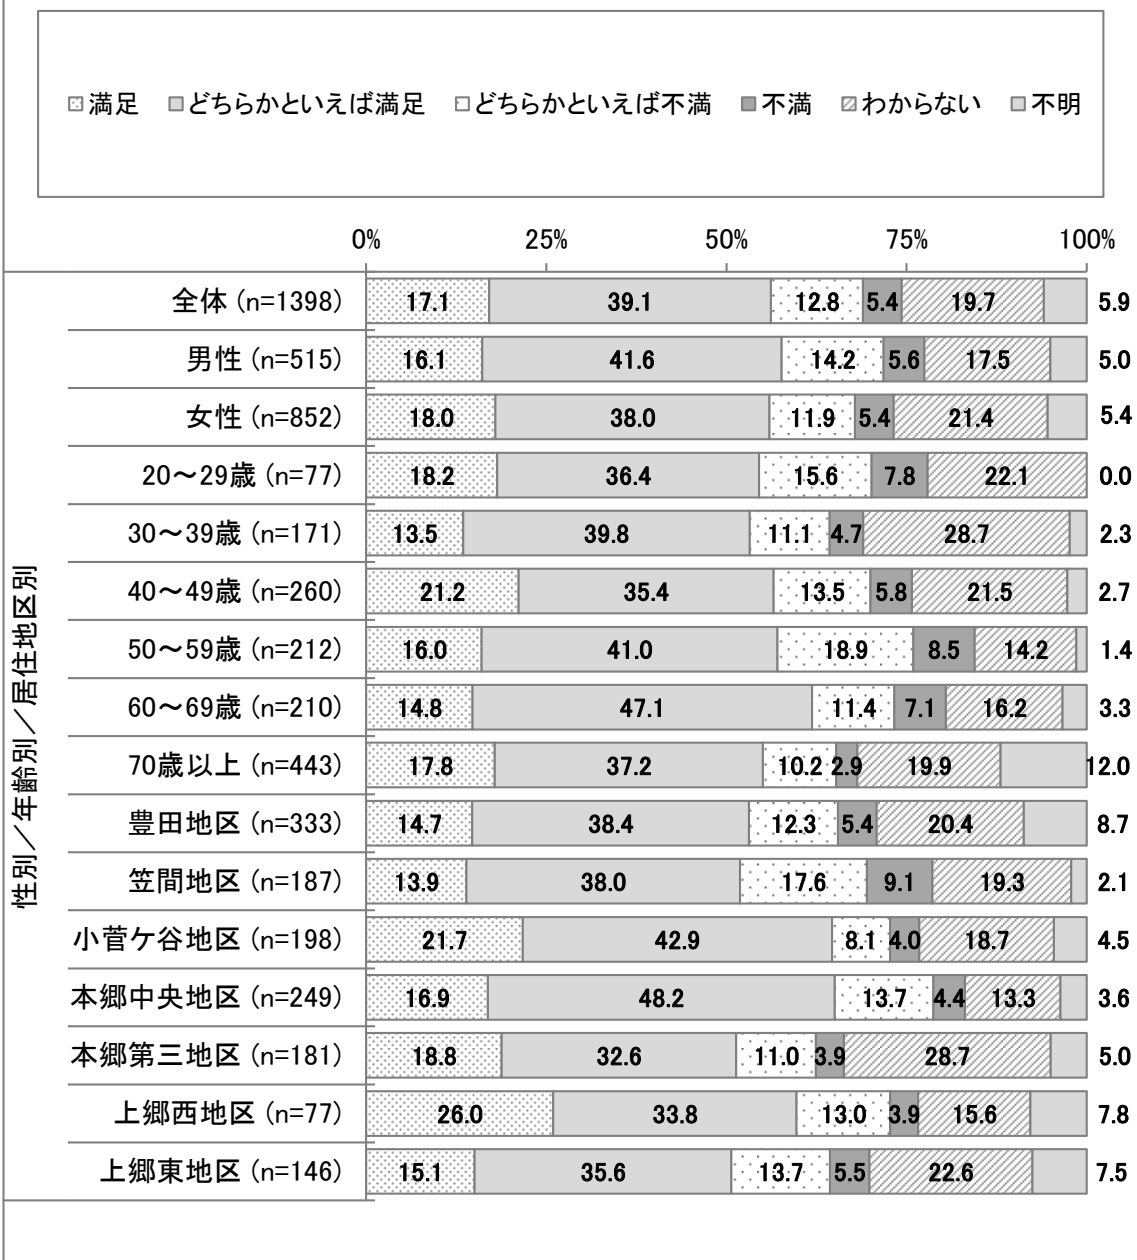 満足 どちらかといえば満足 どちらかといえば不満 不満 わからない 不明
0% 25% 50% 75% 100%
性別／年齢別／居住地区別
全体 (n=1398) 17.1 39.1 12.8 5.4 19.7 5.9
男性 (n=515) 16.1 41.6 14.2 5.6 17.5 5.0
女性 (n=852) 18.0 38.0 11.9 5.4 21.4 5.4
20～29歳 (n=77) 18.2 36.4 15.6 7.8 22.1 0.0
30～39歳 (n=171) 13.5 39.8 11.1 4.7 28.7 2.3
40～49歳 (n=260) 21.2 35.4 13.5 5.8 21.5 2.7
50～59歳 (n=212) 16.0 41.0 18.9 8.5 14.2 1.4
60～69歳 (n=210) 14.8 47.1 11.4 7.1 16.2 3.3
70歳以上 (n=443) 17.8 37.2 10.2 2.9 19.9 12.0
豊田地区 (n=333) 14.7 38.4 12.3 5.4 20.4 8.7
笠間地区 (n=187) 13.9 38.0 17.6 9.1 19.3 2.1
小菅ケ谷地区 (n=198) 21.7 42.9 8.1 4.0 18.7 4.5
本郷中央地区 (n=249) 16.9 48.2 13.7 4.4 13.3 3.6
本郷第三地区 (n=181) 18.8 32.6 11.0 3.9 28.7 5.0
上郷西地区 (n=77) 26.0 33.8 13.0 3.9 15.6 7.8
上郷東地区 (n=146) 15.1 35.6 13.7 5.5 22.6 7.5